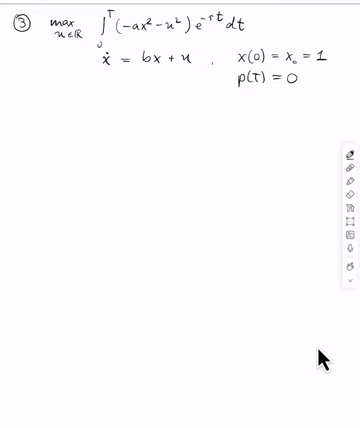 ③ max u∈ℝ ∫₀ᵀ (-ax² - u²) e^{-rt} dt
ẋ = bx + u , x(0) = x₀ = 1
p(T) = 0